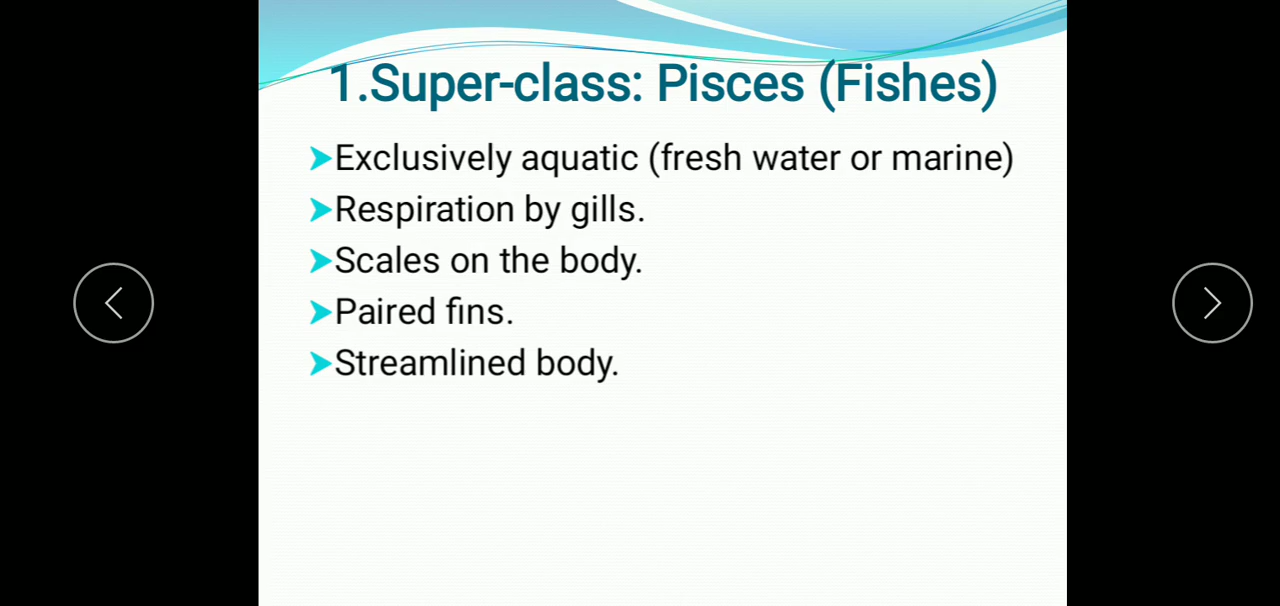 1.Super-class: Pisces (Fishes)
➤Exclusively aquatic (fresh water or marine)
➤Respiration by gills.
➤Scales on the body.
➤Paired fins.
➤Streamlined body.